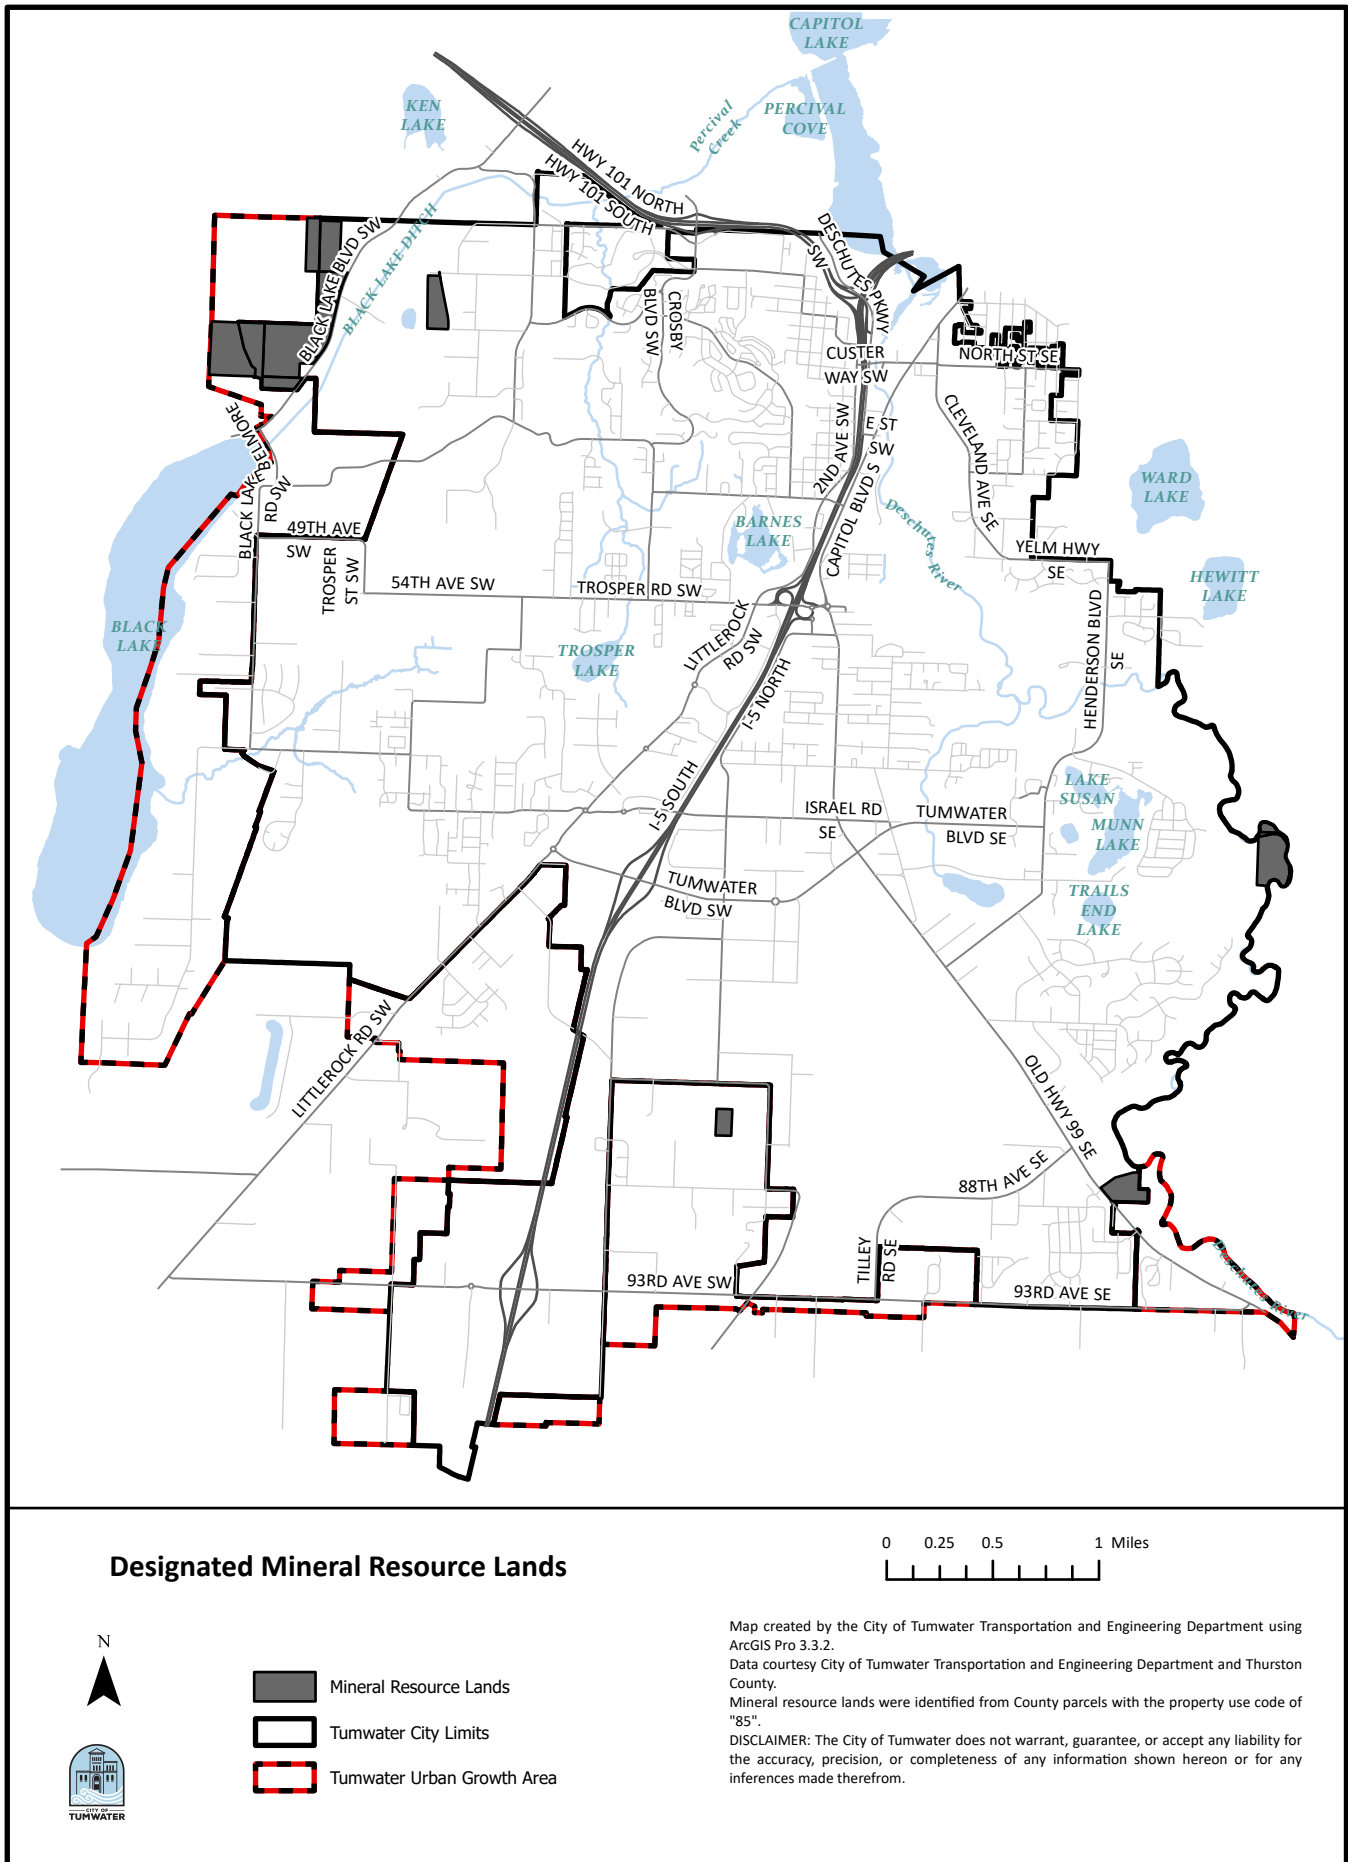 CAPITOL
LAKE
KEN
LAKE
Percival
Creek
PERCIVAL
COVE
HWY 101 NORTH
HWY 101 SOUTH
SW
DESCHUTES PKWY
BLACK LAKE BLVD SW
BLACK LAKE DITCH
CROSBY
BLVD SW
CUSTER
WAY SW
NORTH ST SE
2ND AVE SW
E ST
SW
CLEVELAND AVE SE
BLACK LAKE BELMORE
RD SW
WARD
LAKE
BARNES
LAKE
CAPITOL BLVD S
Deschutes River
49TH AVE
SW
TROSPER
ST SW
54TH AVE SW
TROSPER RD SW
YELM HWY
SE
HEWITT
LAKE
BLACK
LAKE
TROSPER
LAKE
LITTLEROCK
RD SW
HENDERSON BLVD
SE
I-5 NORTH
I-5 SOUTH
LAKE
SUSAN
MUNN
LAKE
ISRAEL RD
SE
TUMWATER
BLVD SE
TUMWATER
BLVD SW
TRAILS
END
LAKE
LITTLEROCK RD SW
OLD HWY 99 SE
88TH AVE SE
TILLEY
RD SE
93RD AVE SW
93RD AVE SE
Deschutes River
Designated Mineral Resource Lands
0 0.25 0.5 1 Miles
N
Mineral Resource Lands
Tumwater City Limits
Tumwater Urban Growth Area
CITY OF
TUMWATER
Map created by the City of Tumwater Transportation and Engineering Department using
ArcGIS Pro 3.3.2.
Data courtesy City of Tumwater Transportation and Engineering Department and Thurston
County.
Mineral resource lands were identified from County parcels with the property use code of
"85".
DISCLAIMER: The City of Tumwater does not warrant, guarantee, or accept any liability for
the accuracy, precision, or completeness of any information shown hereon or for any
inferences made therefrom.